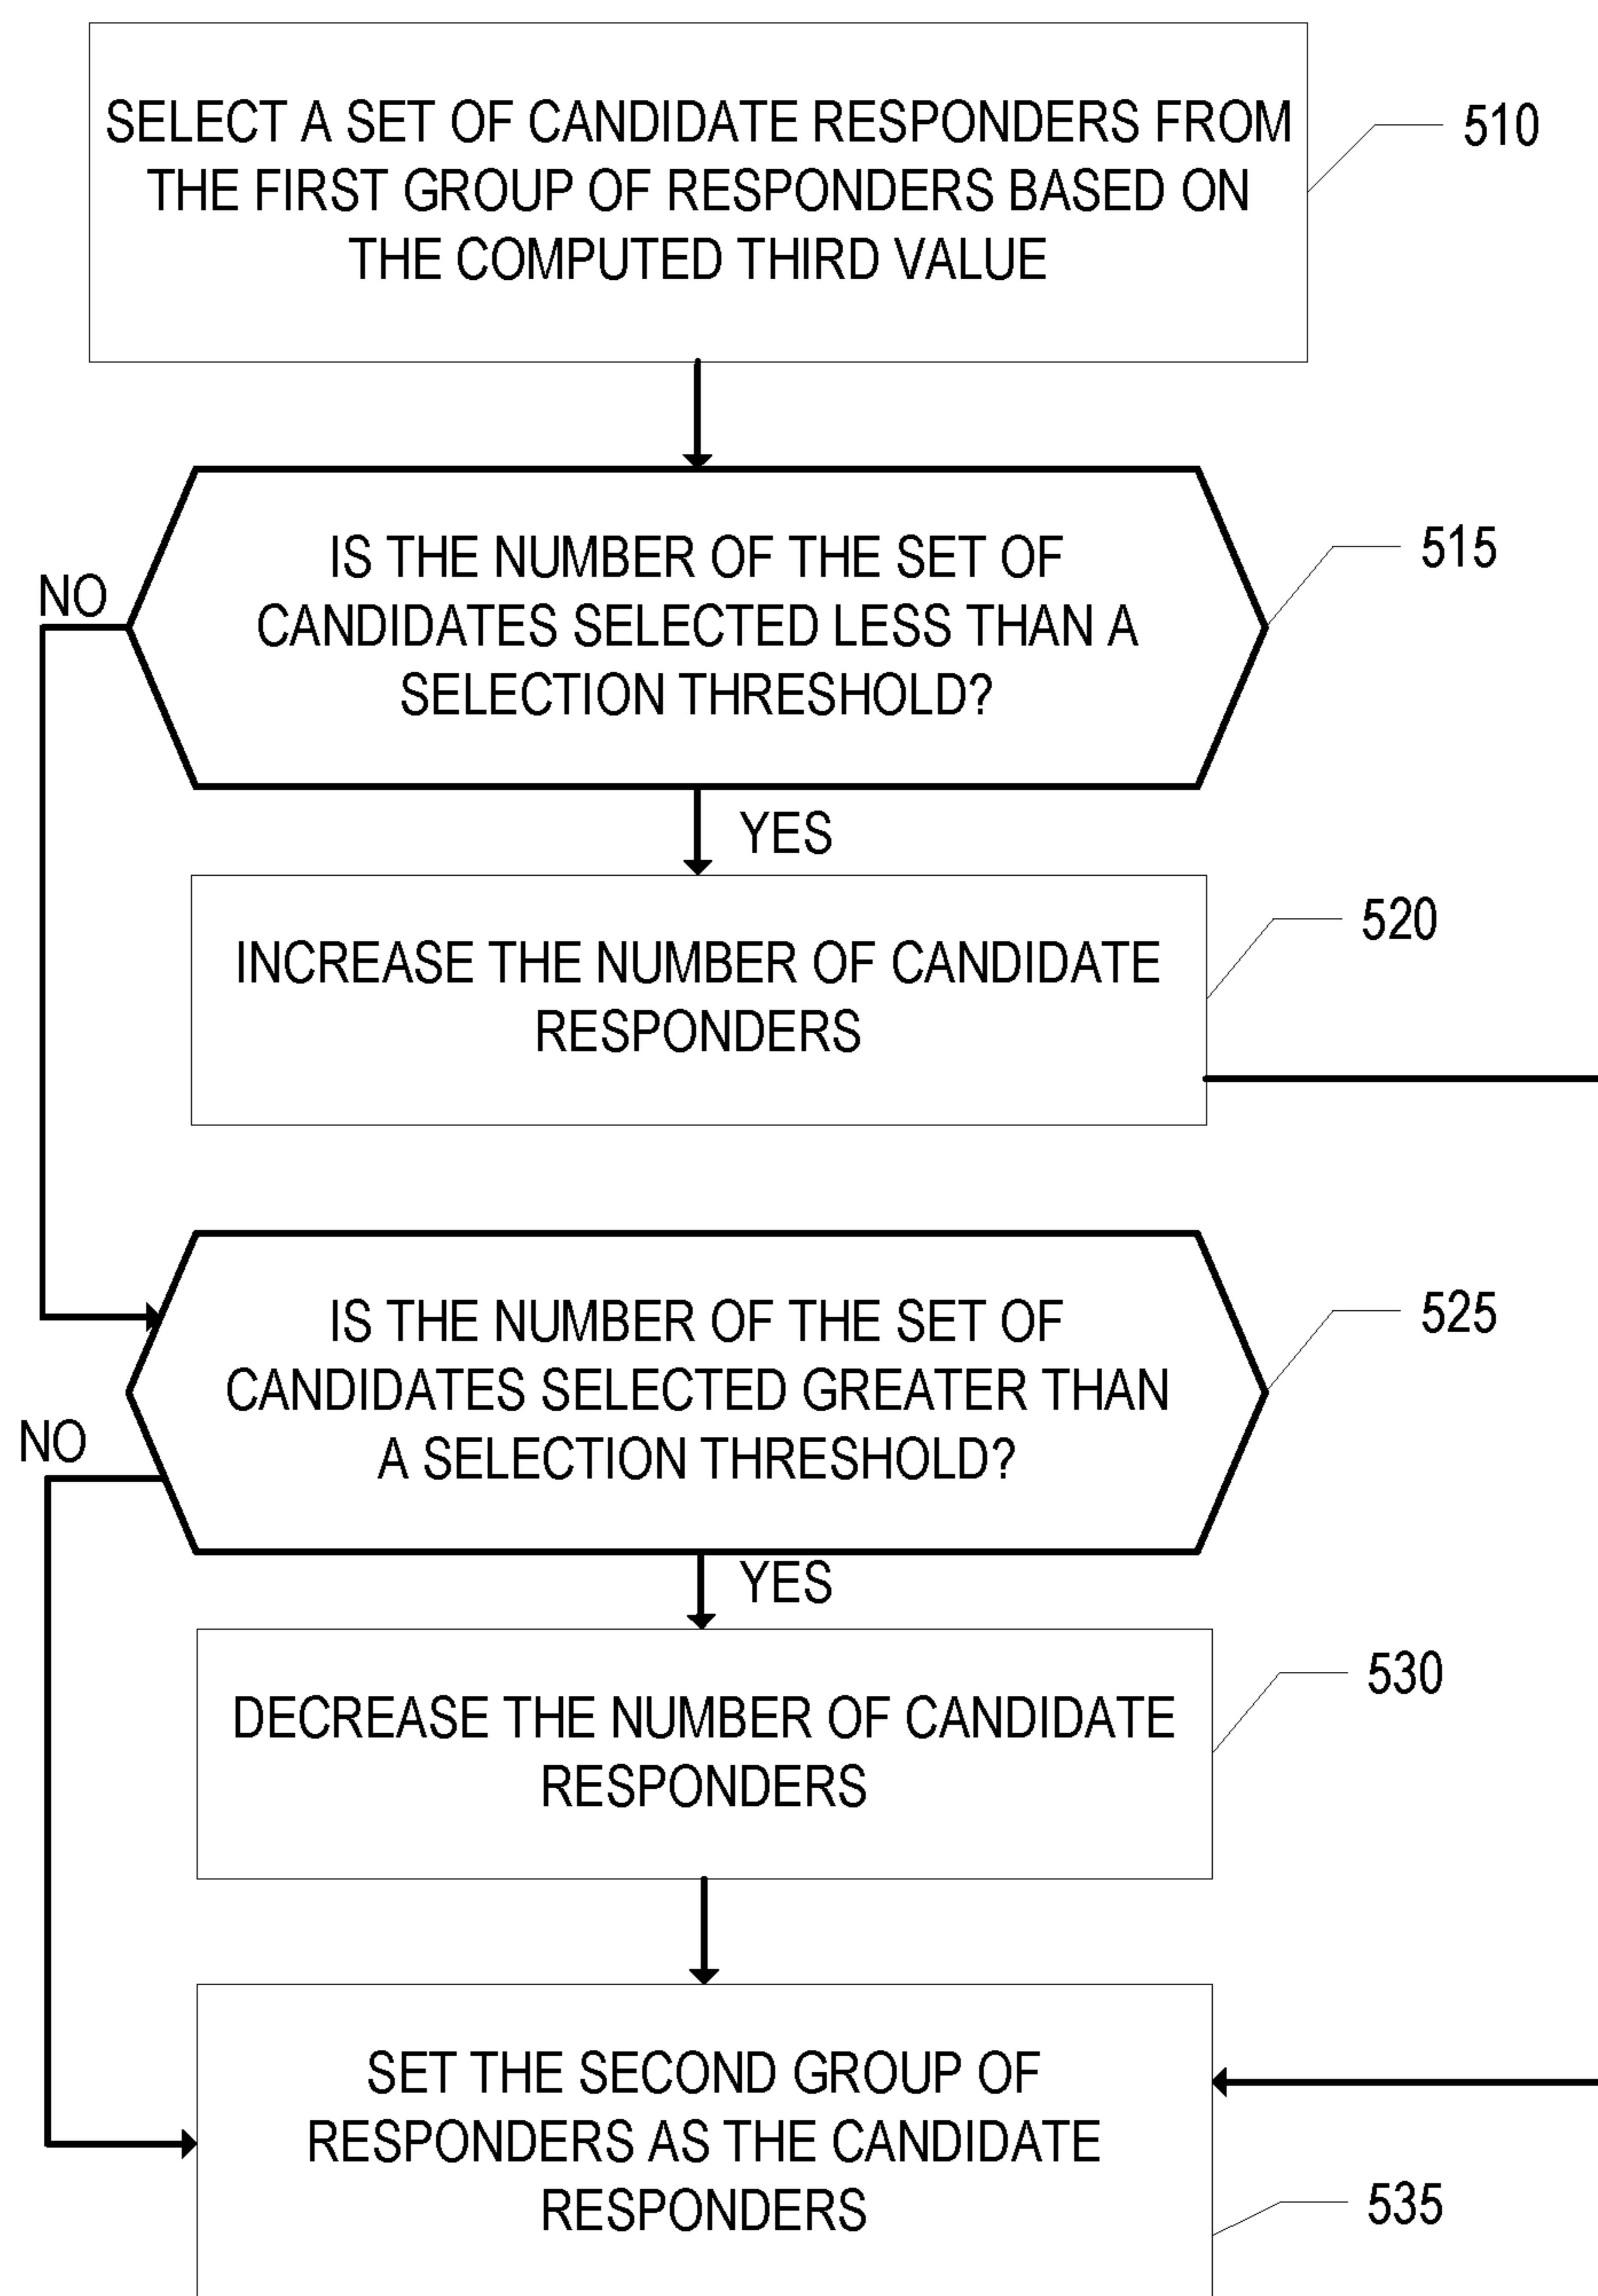 SELECT A SET OF CANDIDATE RESPONDERS FROM
THE FIRST GROUP OF RESPONDERS BASED ON
THE COMPUTED THIRD VALUE
510
IS THE NUMBER OF THE SET OF
CANDIDATES SELECTED LESS THAN A
SELECTION THRESHOLD?
515
NO
YES
INCREASE THE NUMBER OF CANDIDATE
RESPONDERS
520
IS THE NUMBER OF THE SET OF
CANDIDATES SELECTED GREATER THAN
A SELECTION THRESHOLD?
525
NO
YES
DECREASE THE NUMBER OF CANDIDATE
RESPONDERS
530
SET THE SECOND GROUP OF
RESPONDERS AS THE CANDIDATE
RESPONDERS
535